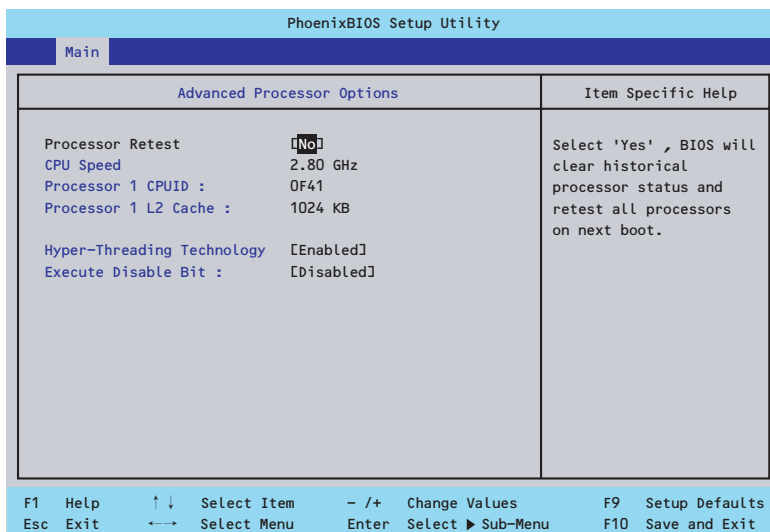 PhoenixBIOS Setup Utility
Main
Advanced Processor Options
Item Specific Help
Processor Retest [No]
CPU Speed 2.80 GHz
Processor 1 CPUID : 0F41
Processor 1 L2 Cache : 1024 KB
Hyper-Threading Technology [Enabled]
Execute Disable Bit : [Disabled]
Select 'Yes' , BIOS will
clear historical
processor status and
retest all processors
on next boot.
F1 Help ↑↓ Select Item - /+ Change Values F9 Setup Defaults
Esc Exit ←→ Select Menu Enter Select ▶ Sub-Menu F10 Save and Exit